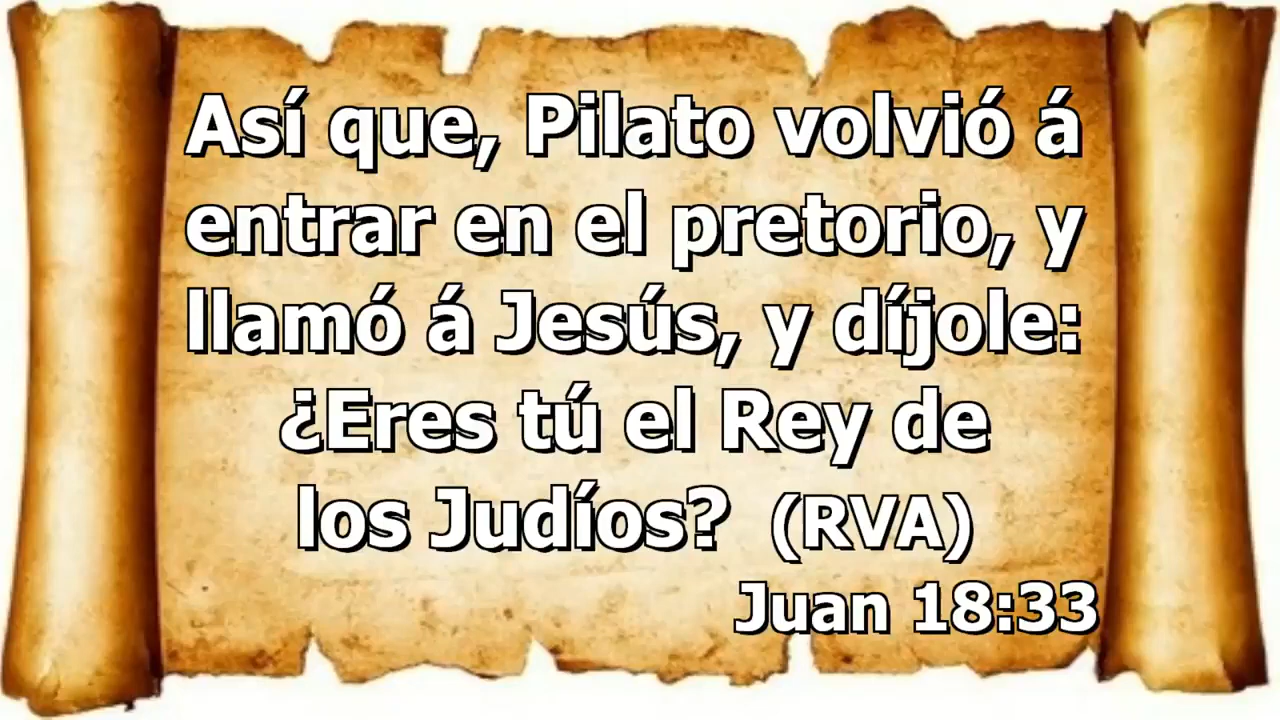 Así que, Pilato volvió á
entrar en el pretorio, y
llamó á Jesús, y díjole:
¿Eres tú el Rey de
los Judíos? (RVA)
Juan 18:33